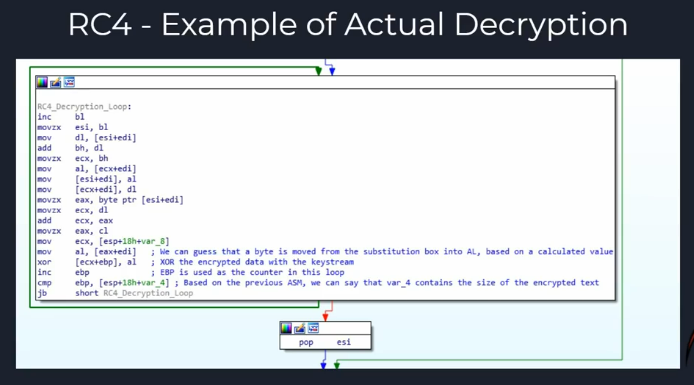 RC4 - Example of Actual Decryption
RC4_Decryption_Loop:
inc bl
movzx esi, bl
mov dl, [esi+edi]
add bh, dl
movzx ecx, bh
mov al, [ecx+edi]
mov [esi+edi], al
mov [ecx+edi], dl
movzx eax, byte ptr [esi+edi]
movzx ecx, dl
add ecx, eax
movzx eax, cl
mov ecx, [esp+18h+var_8]
mov al, [eax+edi] ; We can guess that a byte is moved from the substitution box into AL, based on a calculated value
xor [ecx+ebp], al ; XOR the encrypted data with the keystream
inc ebp ; EBP is used as the counter in this loop
cmp ebp, [esp+18h+var_4] ; Based on the previous ASM, we can say that var_4 contains the size of the encrypted text
jb short RC4_Decryption_Loop
pop esi